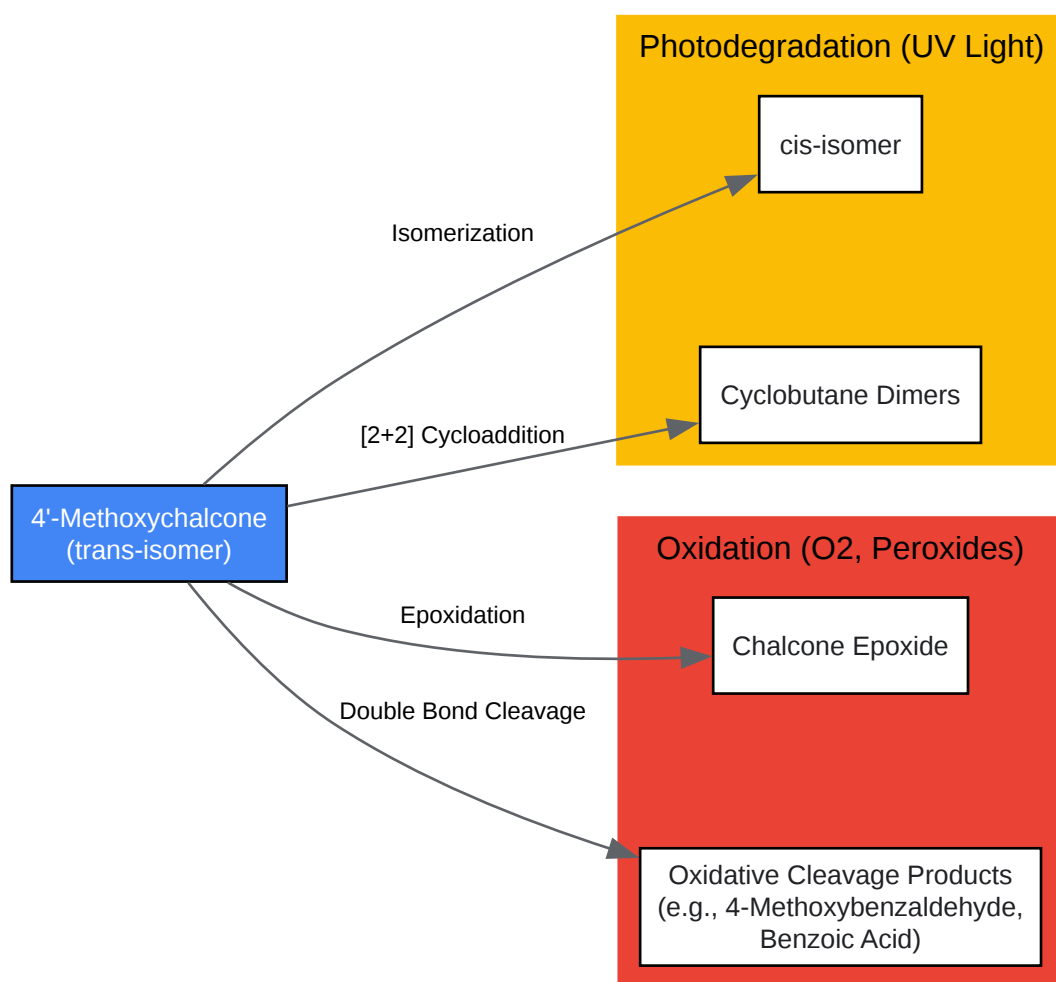 Photodegradation (UV Light)
cis-isomer
Isomerization
Cyclobutane Dimers
[2+2] Cycloaddition
4'-Methoxychalcone
(trans-isomer)
Oxidation (O2, Peroxides)
Epoxidation
Chalcone Epoxide
Double Bond Cleavage
Oxidative Cleavage Products
(e.g., 4-Methoxybenzaldehyde,
Benzoic Acid)